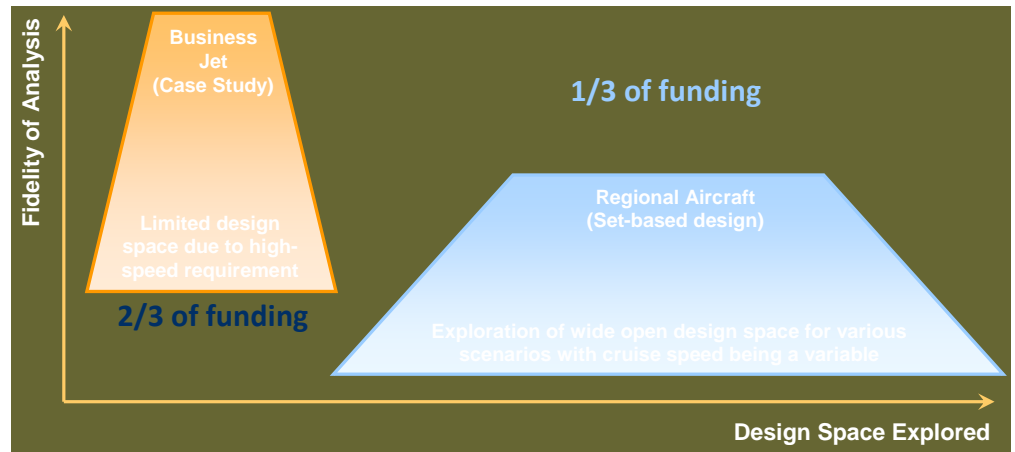 Fidelity of Analysis
Business
Jet
(Case Study)
Limited design
space due to high-
speed requirement
2/3 of funding
1/3 of funding
Regional Aircraft
(Set-based design)
Exploration of wide open design space for various
scenarios with cruise speed being a variable
Design Space Explored